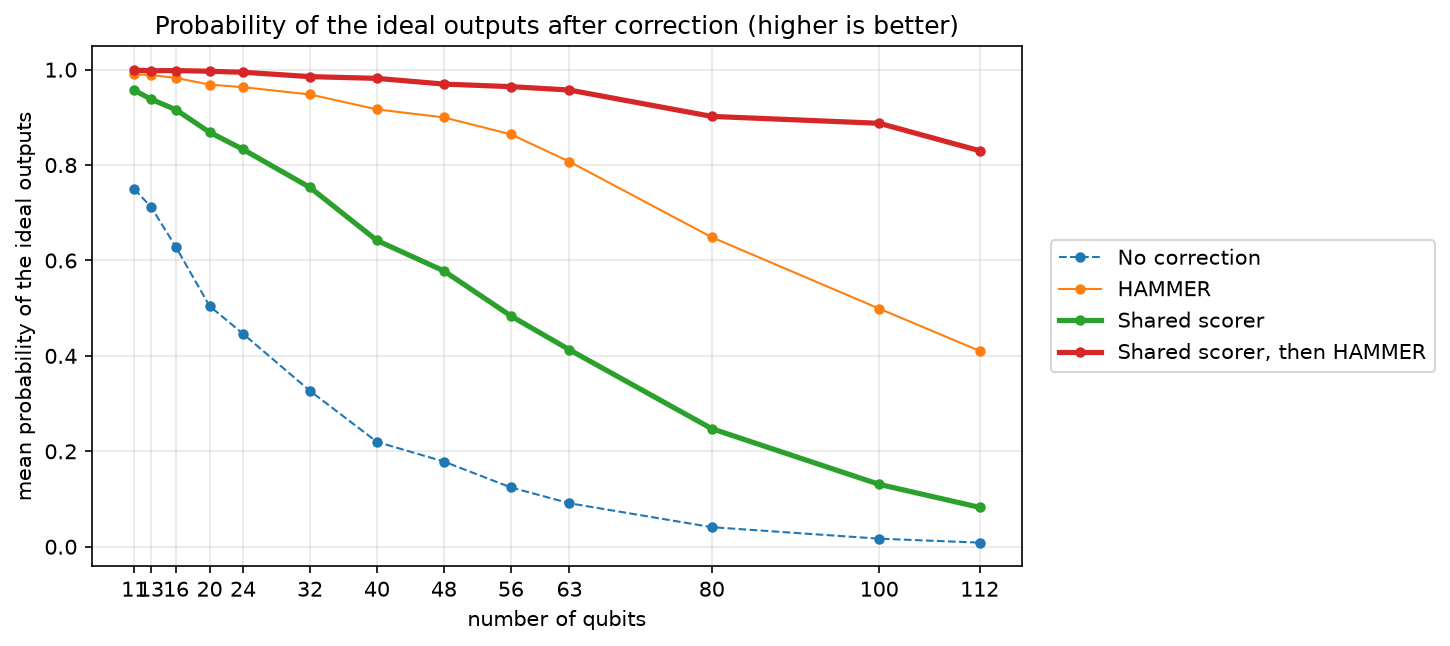 Probability of the ideal outputs after correction (higher is better)
mean probability of the ideal outputs
1.0
0.8
0.6
0.4
0.2
0.0
11 13 16 20 24 32 40 48 56 63 80 100 112
number of qubits
No correction
HAMMER
Shared scorer
Shared scorer, then HAMMER